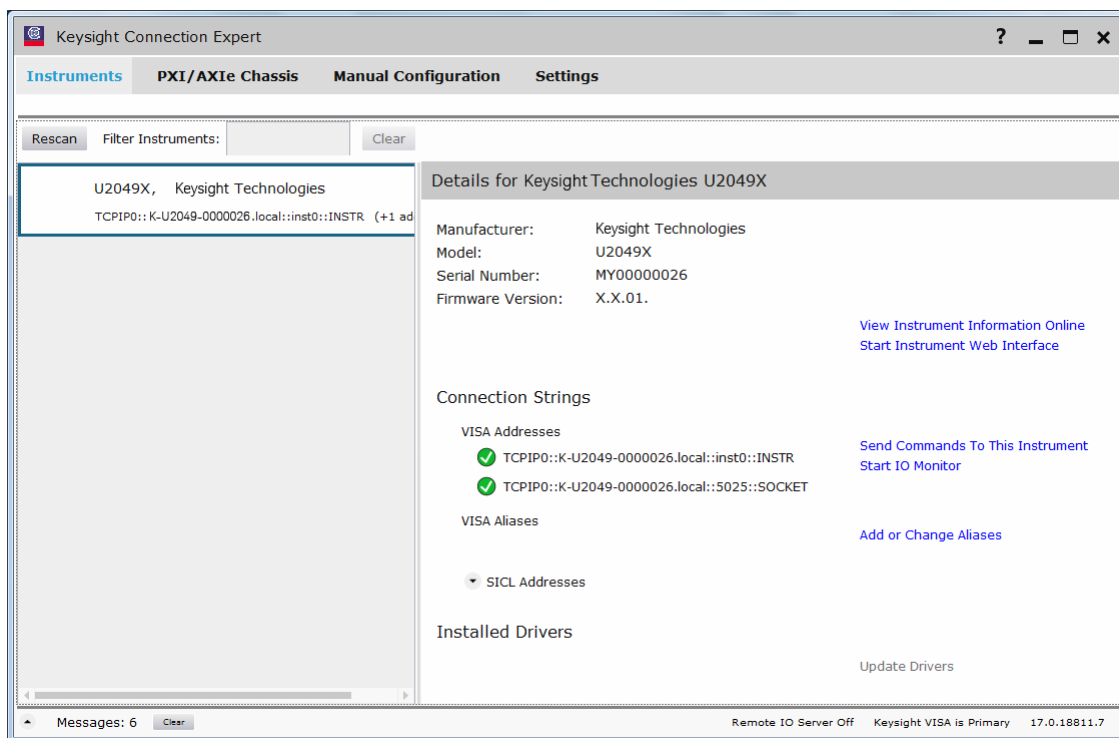 Keysight Connection Expert
?
Instruments PXI/AXIe Chassis Manual Configuration Settings
Rescan Filter Instruments: Clear
U2049X, Keysight Technologies
TCPIP0::K-U2049-0000026.local::inst0::INSTR (+1 ad
Details for Keysight Technologies U2049X
Manufacturer: Keysight Technologies
Model: U2049X
Serial Number: MY00000026
Firmware Version: X.X.01.
View Instrument Information Online
Start Instrument Web Interface
Connection Strings
VISA Addresses
TCPIP0::K-U2049-0000026.local::inst0::INSTR
TCPIP0::K-U2049-0000026.local::5025::SOCKET
Send Commands To This Instrument
Start IO Monitor
VISA Aliases
Add or Change Aliases
SICL Addresses
Installed Drivers
Update Drivers
Messages: 6 Clear
Remote IO Server Off Keysight VISA is Primary 17.0.18811.7